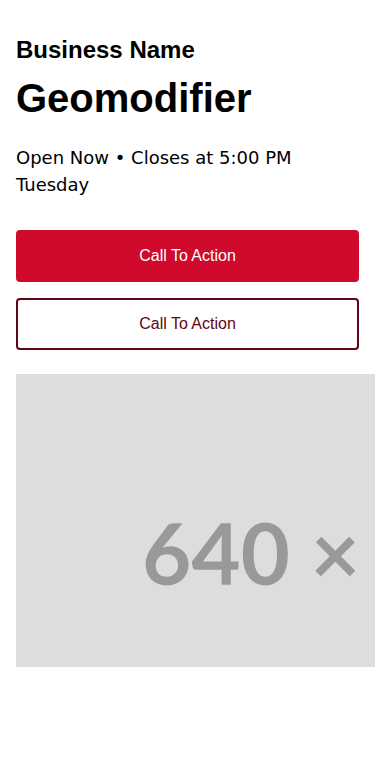 Business Name
Geomodifier
Open Now • Closes at 5:00 PM
Tuesday
Call To Action
Call To Action
640 ×